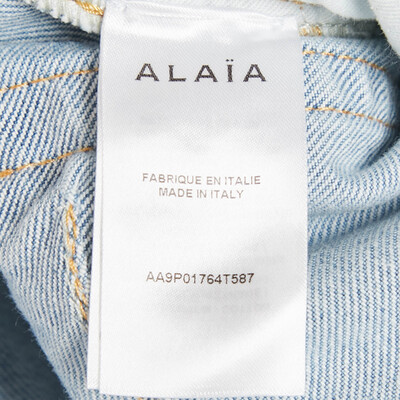 ALAÏA
FABRIQUE EN ITALIE
MADE IN ITALY
AA9P01764T587